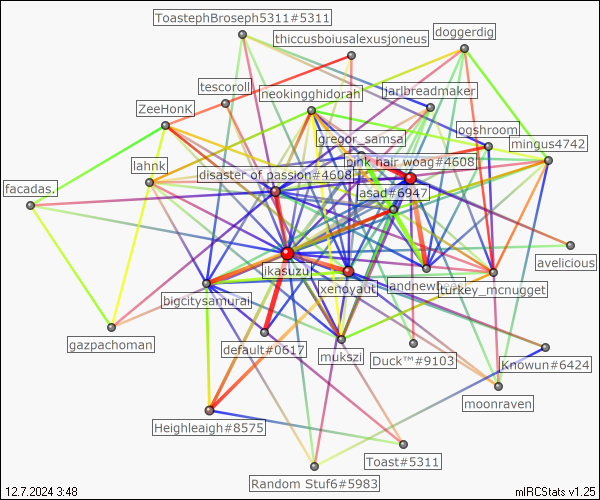 ToastephBroseph5311#5311
thiccusboiusalexusjoneus
doggerdig
tescoroll
jarlbreadmaker
neokingghidorah
ZeeHonK
ogshroom
gregor_samsa
mingus4742
pink hair woag#4608
lahnk
disaster of passion#4608
facadas.
asad#6947
avelicious
ikasuzu
xenoyaut
turkey_mcnugget
bigcitysamurai
gazpachoman
default#0617
mukszi
Duck™#9103
Knowun#6424
moonraven
Heighleaigh#8575
Toast#5311
Random Stuf6#5983
12.7.2024 3:48
mIRCStats v1.25